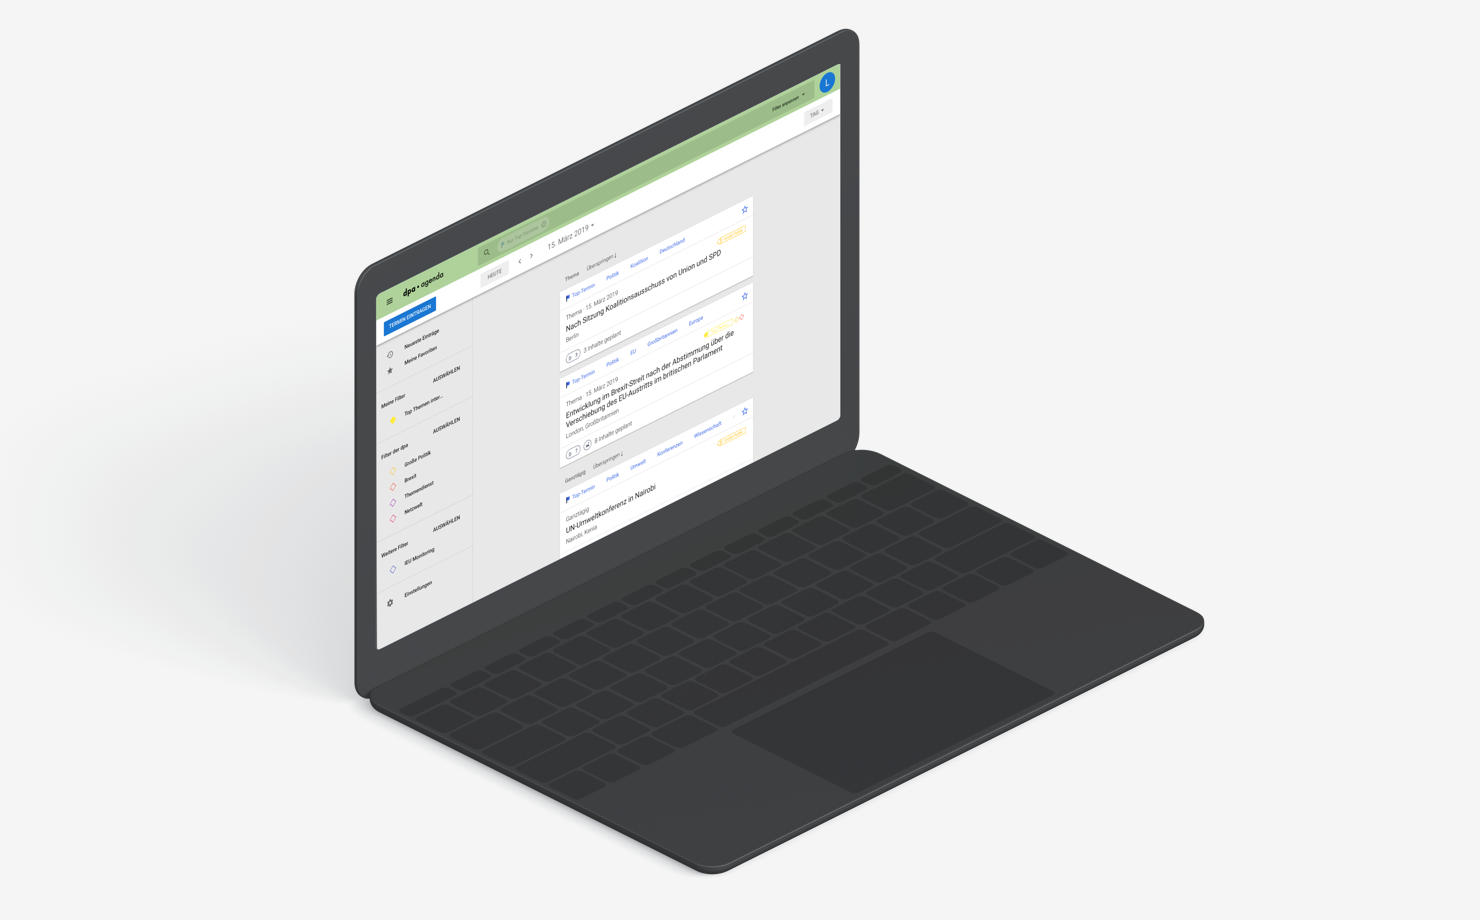 dpa • agenda
Nur Top-Termine
Filter anpassen
L
TERMIN EINTRAGEN
HEUTE
15. März 2019
TAG
Neueste Einträge
Meine Favoriten
AUSWÄHLEN
Meine Filter
Top Themen Inter...
AUSWÄHLEN
Filter der dpa
Große Politik
Brexit
Themendienst
Netzwelt
AUSWÄHLEN
Weitere Filter
IEU Monitoring
Einstellungen
Thema Überspringen
Top-Termin Politik Koalition Deutschland
Thema 15. März 2019
Nach Sitzung Koalitionsausschuss von Union und SPD
Berlin
3 Inhalte geplant
Top-Termin Politik EU Großbritannien Europa
Thema 15. März 2019
Entwicklung im Brexit-Streit nach der Abstimmung über die
Verschiebung des EU-Austritts im britischen Parlament
London, Großbritannien
8 Inhalte geplant
Ganztägig Überspringen
Top-Termin Politik Umwelt Konferenzen Wissenschaft
Ganztägig
UN-Umweltkonferenz in Nairobi
Nairobi, Kenia